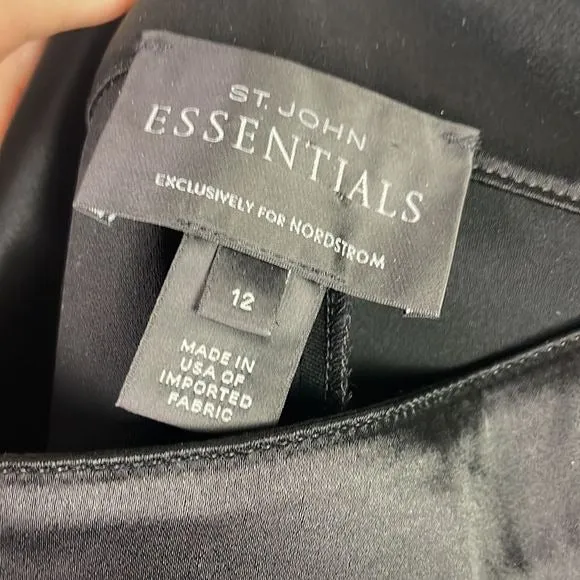 ST. JOHN
ESSENTIALS
EXCLUSIVELY FOR NORDSTROM
12
MADE IN
USA OF
IMPORTED
FABRIC